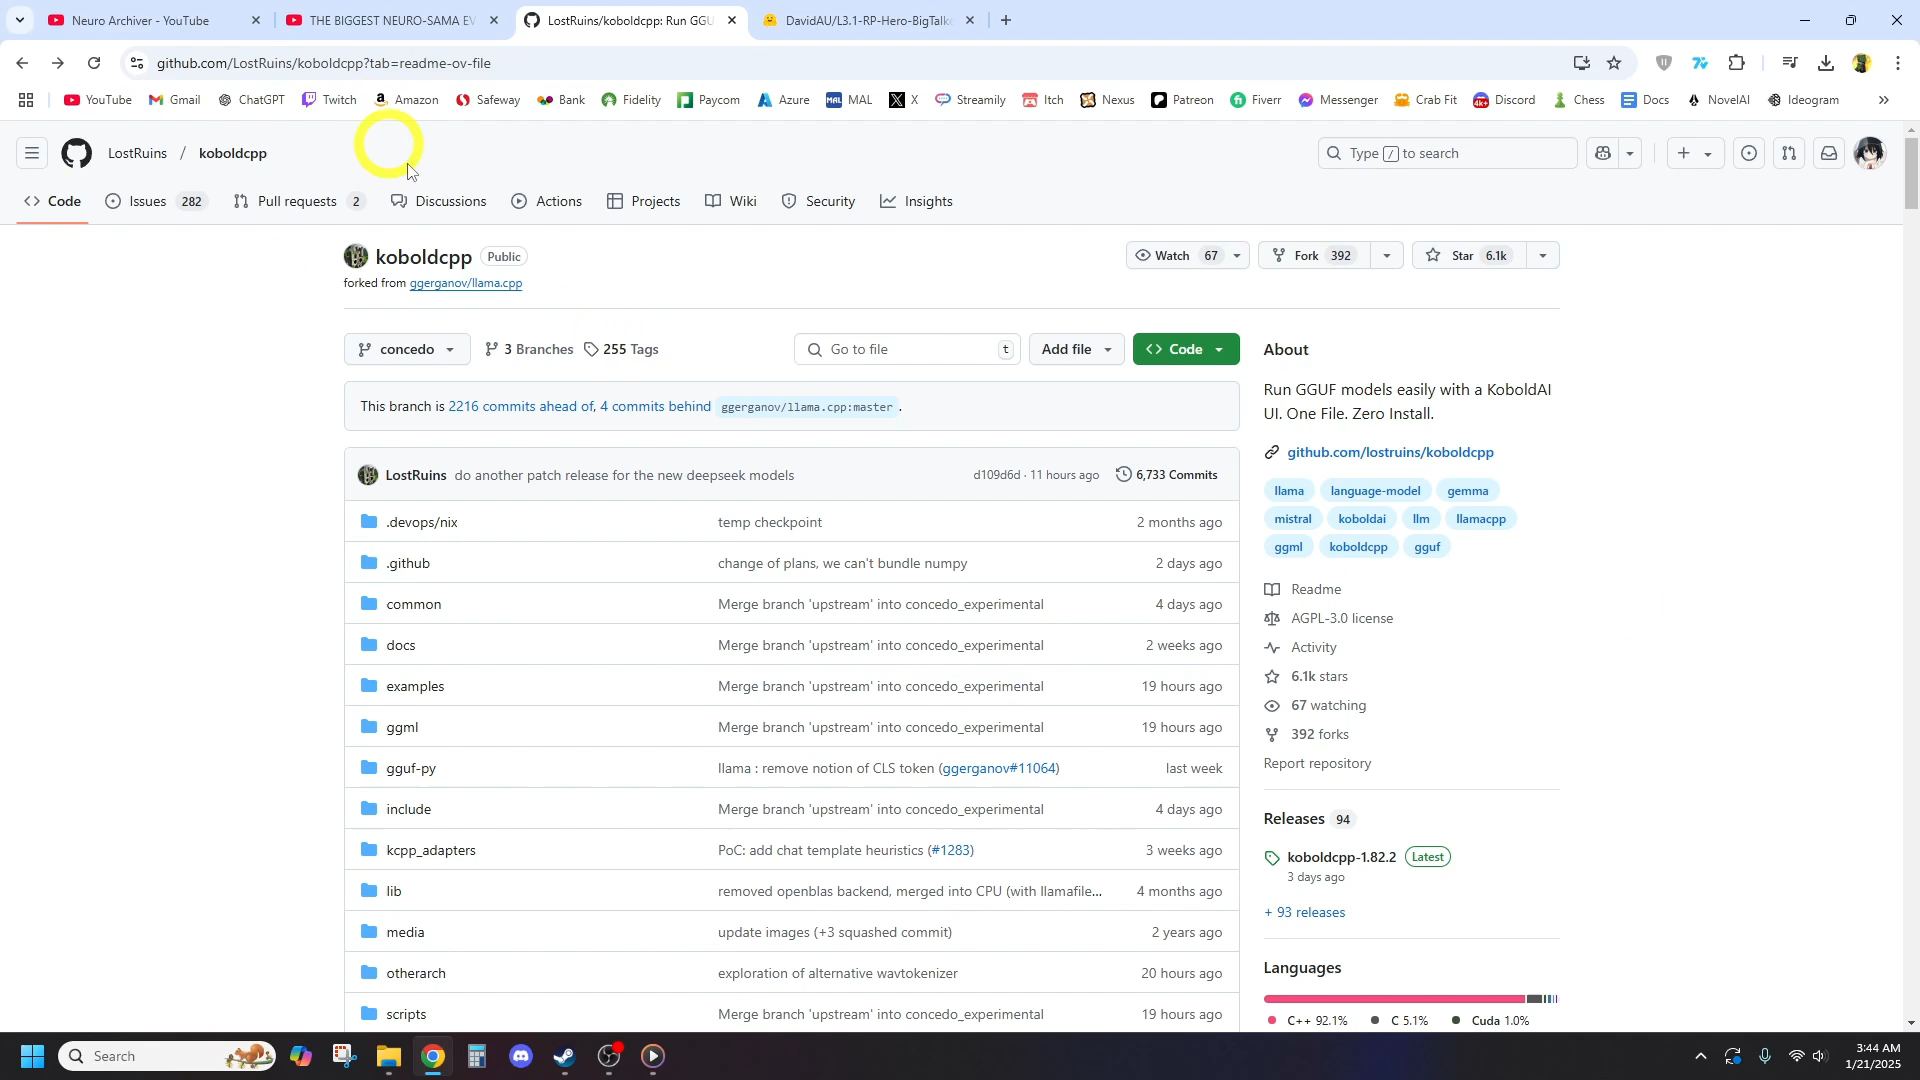 Neuro Archiver - YouTube
THE BIGGEST NEURO-SAMA EV
LostRuins/koboldcpp: Run GGU
DavidAU/L3.1-RP-Hero-BigTalke
github.com/LostRuins/koboldcpp?tab=readme-ov-file
YouTube Gmail ChatGPT Twitch Amazon Safeway Bank Fidelity Paycom Azure MAL MAL X Streamily Itch Nexus Patreon Fiverr Messenger Crab Fit 4k+ Discord Chess Docs NovelAI Ideogram »
LostRuins / koboldcpp
Type / to search
Code Issues 282 Pull requests 2 Discussions Actions Projects Wiki Security Insights
koboldcpp Public
Watch 67 Fork 392 Star 6.1k
forked from ggerganov/llama.cpp
concedo 3 Branches 255 Tags Go to file t Add file <> Code
This branch is 2216 commits ahead of, 4 commits behind ggerganov/llama.cpp:master .
LostRuins do another patch release for the new deepseek models d109d6d · 11 hours ago 6,733 Commits
.devops/nix temp checkpoint 2 months ago
.github change of plans, we can't bundle numpy 2 days ago
common Merge branch 'upstream' into concedo_experimental 4 days ago
docs Merge branch 'upstream' into concedo_experimental 2 weeks ago
examples Merge branch 'upstream' into concedo_experimental 19 hours ago
ggml Merge branch 'upstream' into concedo_experimental 19 hours ago
gguf-py llama : remove notion of CLS token (ggerganov#11064) last week
include Merge branch 'upstream' into concedo_experimental 4 days ago
kcpp_adapters PoC: add chat template heuristics (#1283) 3 weeks ago
lib removed openblas backend, merged into CPU (with llamafile... 4 months ago
media update images (+3 squashed commit) 2 years ago
otherarch exploration of alternative wavtokenizer 20 hours ago
scripts Merge branch 'upstream' into concedo_experimental 19 hours ago
About
Run GGUF models easily with a KoboldAI
UI. One File. Zero Install.
github.com/lostruins/koboldcpp
llama language-model gemma
mistral koboldai llm llamacpp
ggml koboldcpp gguf
Readme
AGPL-3.0 license
Activity
6.1k stars
67 watching
392 forks
Report repository
Releases 94
koboldcpp-1.82.2 Latest
3 days ago
+ 93 releases
Languages
C++ 92.1% C 5.1% Cuda 1.0%
Search
3:44 AM
1/21/2025